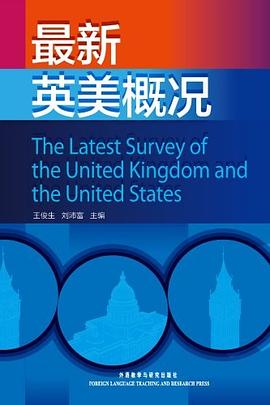 最新
英美概况
The Latest Survey of
the United Kingdom and
the United States
王俊生 刘沛富 主编
外语教学与研究出版社
FOREIGN LANGUAGE TEACHING AND RESEARCH PRESS